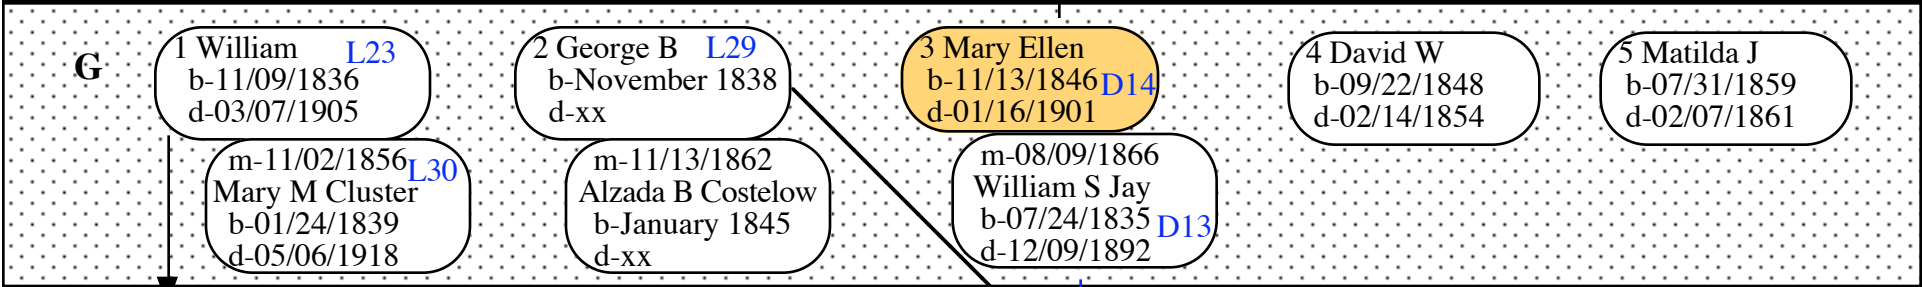 G
1 William L23
b-11/09/1836
d-03/07/1905
m-11/02/1856 L30
Mary M Cluster
b-01/24/1839
d-05/06/1918
2 George B L29
b-November 1838
d-xx
m-11/13/1862
Alzada B Costelow
b-January 1845
d-xx
3 Mary Ellen
b-11/13/1846 D14
d-01/16/1901
m-08/09/1866
William S Jay
b-07/24/1835 D13
d-12/09/1892
4 David W
b-09/22/1848
d-02/14/1854
5 Matilda J
b-07/31/1859
d-02/07/1861